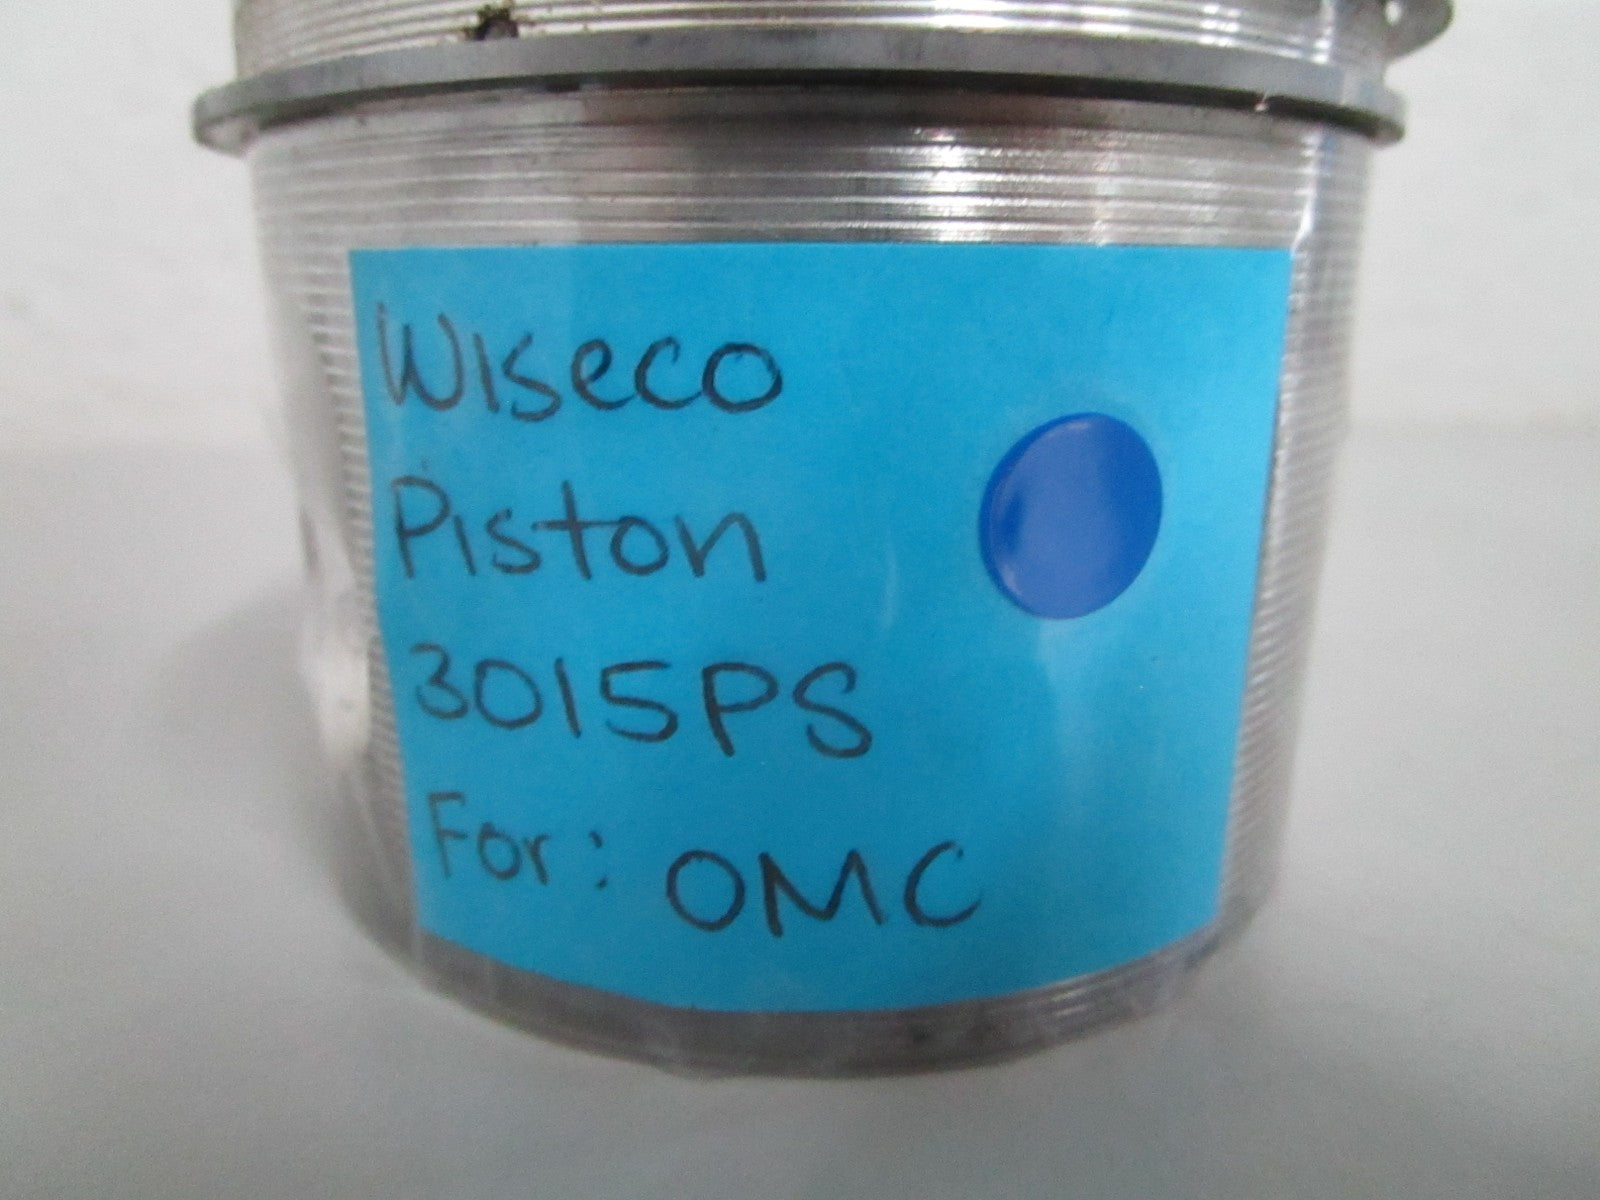 Wiseco
Piston
3015PS
For: OMC